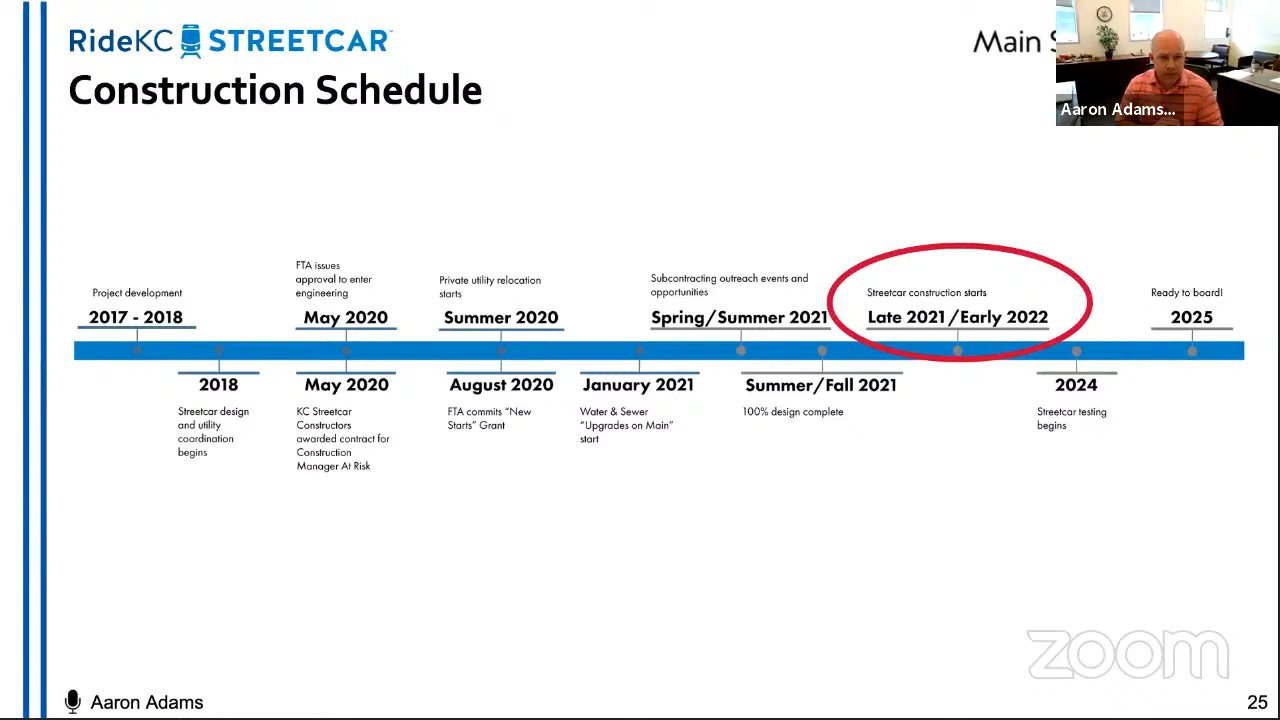 RideKC STREETCAR
Main S
Construction Schedule
Aaron Adams...
Project development
2017 - 2018
FTA issues
approval to enter
engineering
May 2020
Private utility relocation
starts
Summer 2020
Subcontracting outreach events and
opportunities
Spring/Summer 2021
Streetcar construction starts
Late 2021/Early 2022
Ready to board!
2025
2018
Streetcar design
and utility
coordination
begins
May 2020
KC Streetcar
Constructors
awarded contract for
Construction
Manager At Risk
August 2020
FTA commits “New
Starts” Grant
January 2021
Water & Sewer
“Upgrades on Main”
start
Summer/Fall 2021
100% design complete
2024
Streetcar testing
begins
zoom
Aaron Adams
25